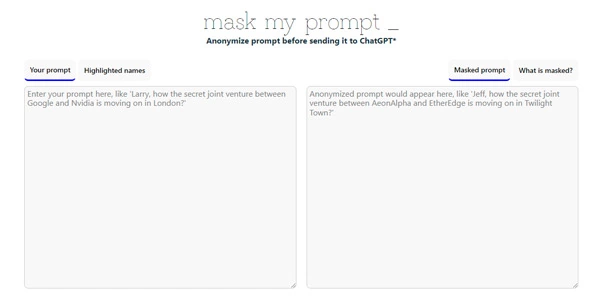 mask my prompt _
Anonymize prompt before sending it to ChatGPT*
Your prompt
Highlighted names
Masked prompt
What is masked?
Enter your prompt here, like 'Larry, how the secret joint venture between
Google and Nvidia is moving on in London?'
Anonymized prompt would appear here, like 'Jeff, how the secret joint
venture between AeonAlpha and EtherEdge is moving on in Twilight
Town?'